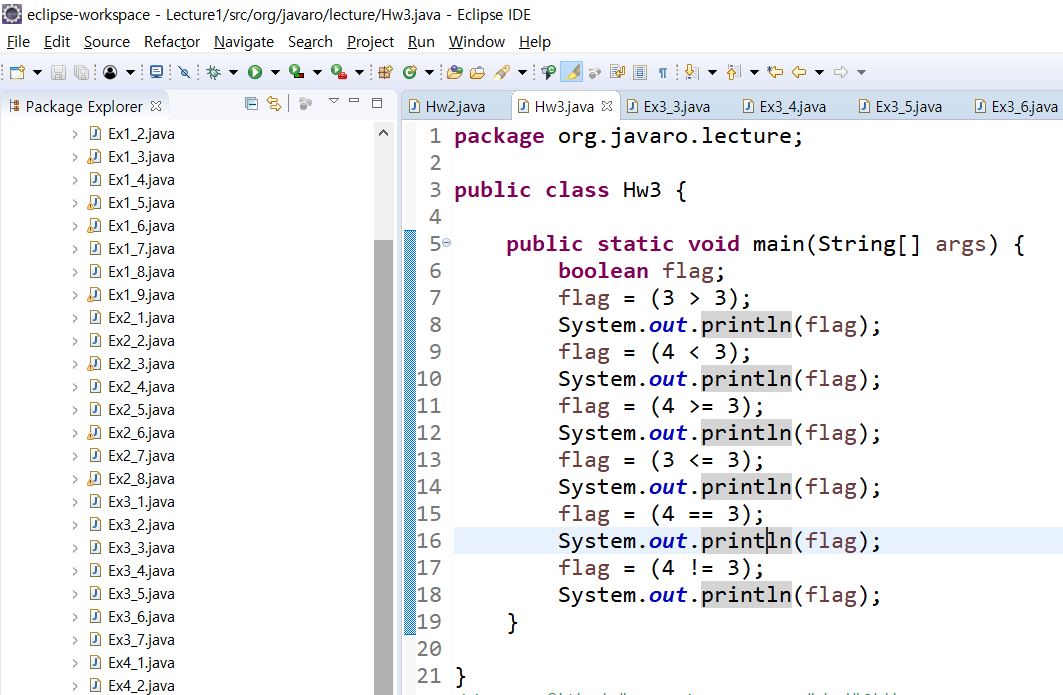 eclipse-workspace - Lecture1/src/org/javaro/lecture/Hw3.java - Eclipse IDE
File Edit Source Refactor Navigate Search Project Run Window Help
Package Explorer
Ex1_2.java
Ex1_3.java
Ex1_4.java
Ex1_5.java
Ex1_6.java
Ex1_7.java
Ex1_8.java
Ex1_9.java
Ex2_1.java
Ex2_2.java
Ex2_3.java
Ex2_4.java
Ex2_5.java
Ex2_6.java
Ex2_7.java
Ex2_8.java
Ex3_1.java
Ex3_2.java
Ex3_3.java
Ex3_4.java
Ex3_5.java
Ex3_6.java
Ex3_7.java
Ex4_1.java
Ex4_2.java
Hw2.java Hw3.java Ex3_3.java Ex3_4.java Ex3_5.java Ex3_6.java
1 package org.javaro.lecture;
2
3 public class Hw3 {
4
5 public static void main(String[] args) {
6 boolean flag;
7 flag = (3 > 3);
8 System.out.println(flag);
9 flag = (4 < 3);
10 System.out.println(flag);
11 flag = (4 >= 3);
12 System.out.println(flag);
13 flag = (3 <= 3);
14 System.out.println(flag);
15 flag = (4 == 3);
16 System.out.println(flag);
17 flag = (4 != 3);
18 System.out.println(flag);
19 }
20
21 }